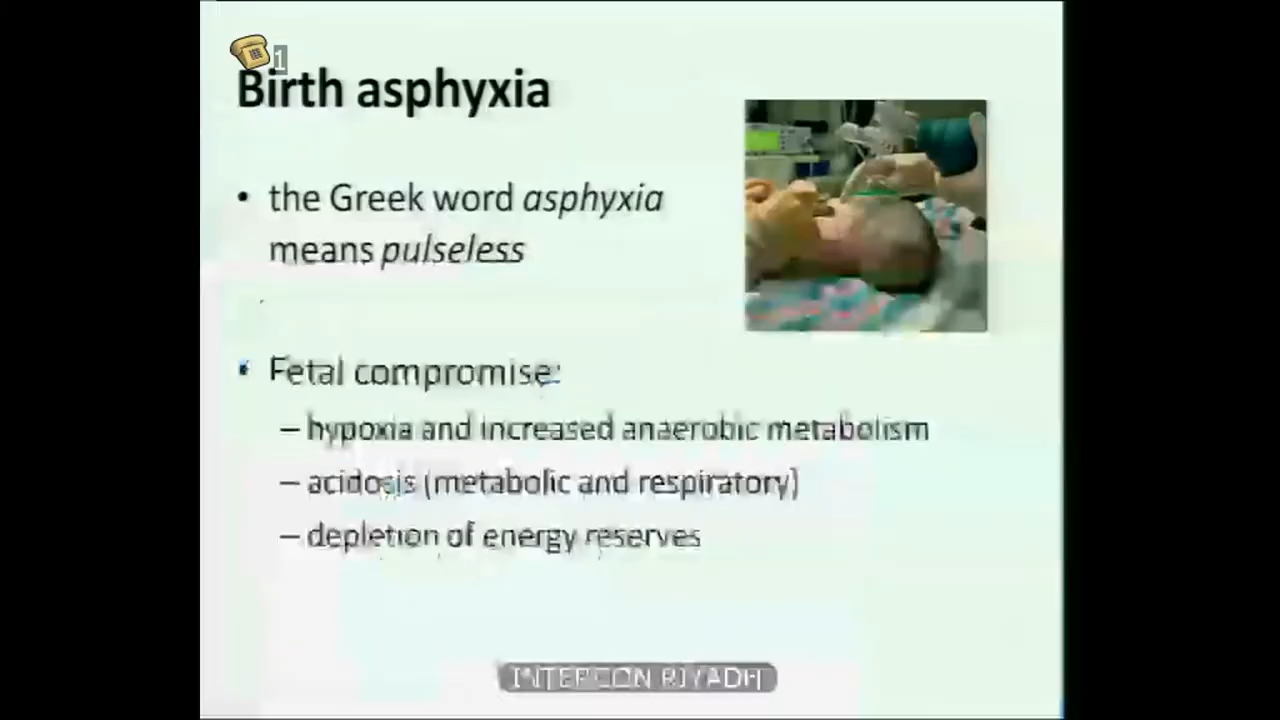 1
Birth asphyxia
• the Greek word asphyxia
means pulseless
• Fetal compromise:
– hypoxia and increased anaerobic metabolism
– acidosis (metabolic and respiratory)
– depletion of energy reserves
INTERCON RIYADH